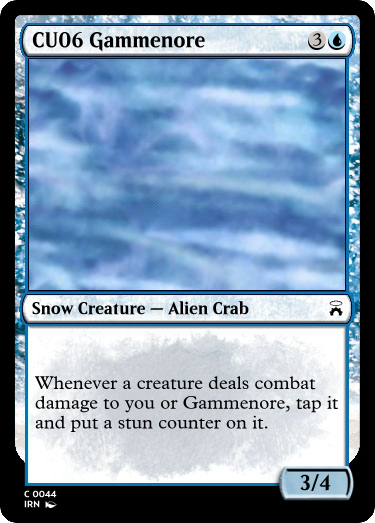 CU06 Gammenore 3
Snow Creature — Alien Crab
Whenever a creature deals combat
damage to you or Gammenore, tap it
and put a stun counter on it.
3/4
C 0044
IRN